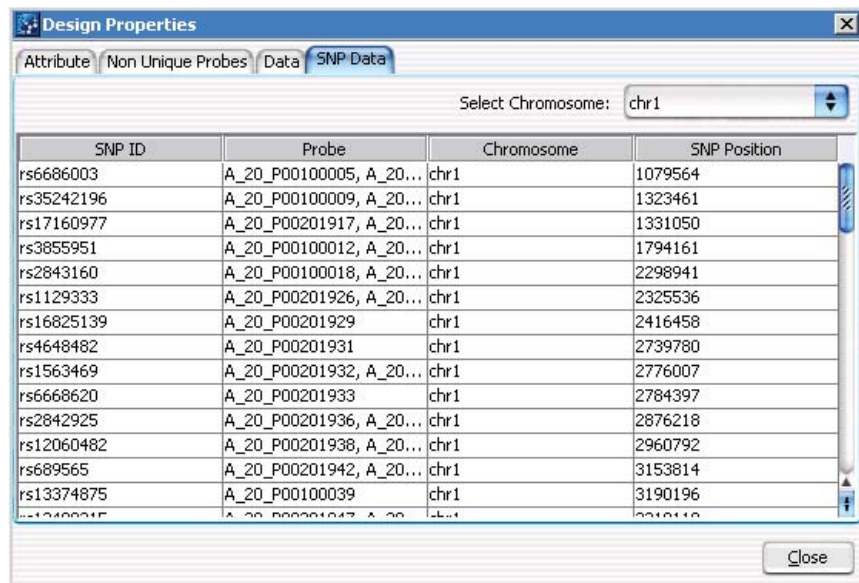 Design Properties
Attribute Non Unique Probes Data SNP Data
Select Chromosome: chr1
SNP ID Probe Chromosome SNP Position
rs6686003 A_20_P00100005, A_20... chr1 1079564
rs35242196 A_20_P00100009, A_20... chr1 1323461
rs17160977 A_20_P00201917, A_20... chr1 1331050
rs3855951 A_20_P00100012, A_20... chr1 1794161
rs2843160 A_20_P00100018, A_20... chr1 2298941
rs1129333 A_20_P00201926, A_20... chr1 2325536
rs16825139 A_20_P00201929 chr1 2416458
rs4648482 A_20_P00201931 chr1 2739780
rs1563469 A_20_P00201932, A_20... chr1 2776007
rs6668620 A_20_P00201933 chr1 2784397
rs2842925 A_20_P00201936, A_20... chr1 2876218
rs12060482 A_20_P00201938, A_20... chr1 2960792
rs689565 A_20_P00201942, A_20... chr1 3153814
rs13374875 A_20_P00100039 chr1 3190196
Close